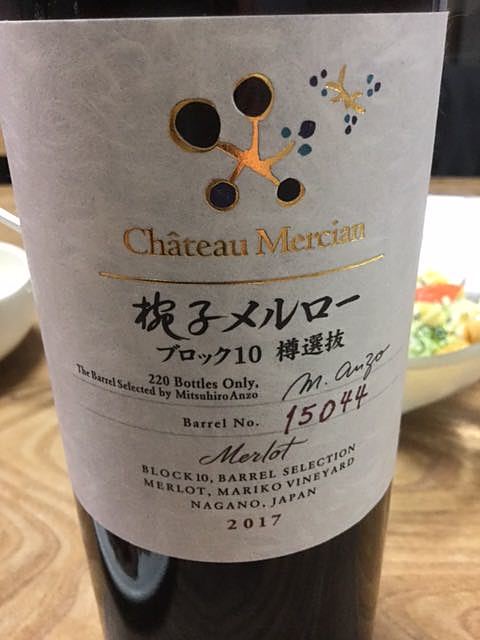 Château Mercian
椀子メルロー
ブロック10 樽選抜
220 Bottles Only,
The Barrel Selected by Mitsuhiro Anzo
M. Anzo
Barrel No. 15044
Merlot
BLOCK 10, BARREL SELECTION
MERLOT, MARIKO VINEYARD
NAGANO, JAPAN
2017